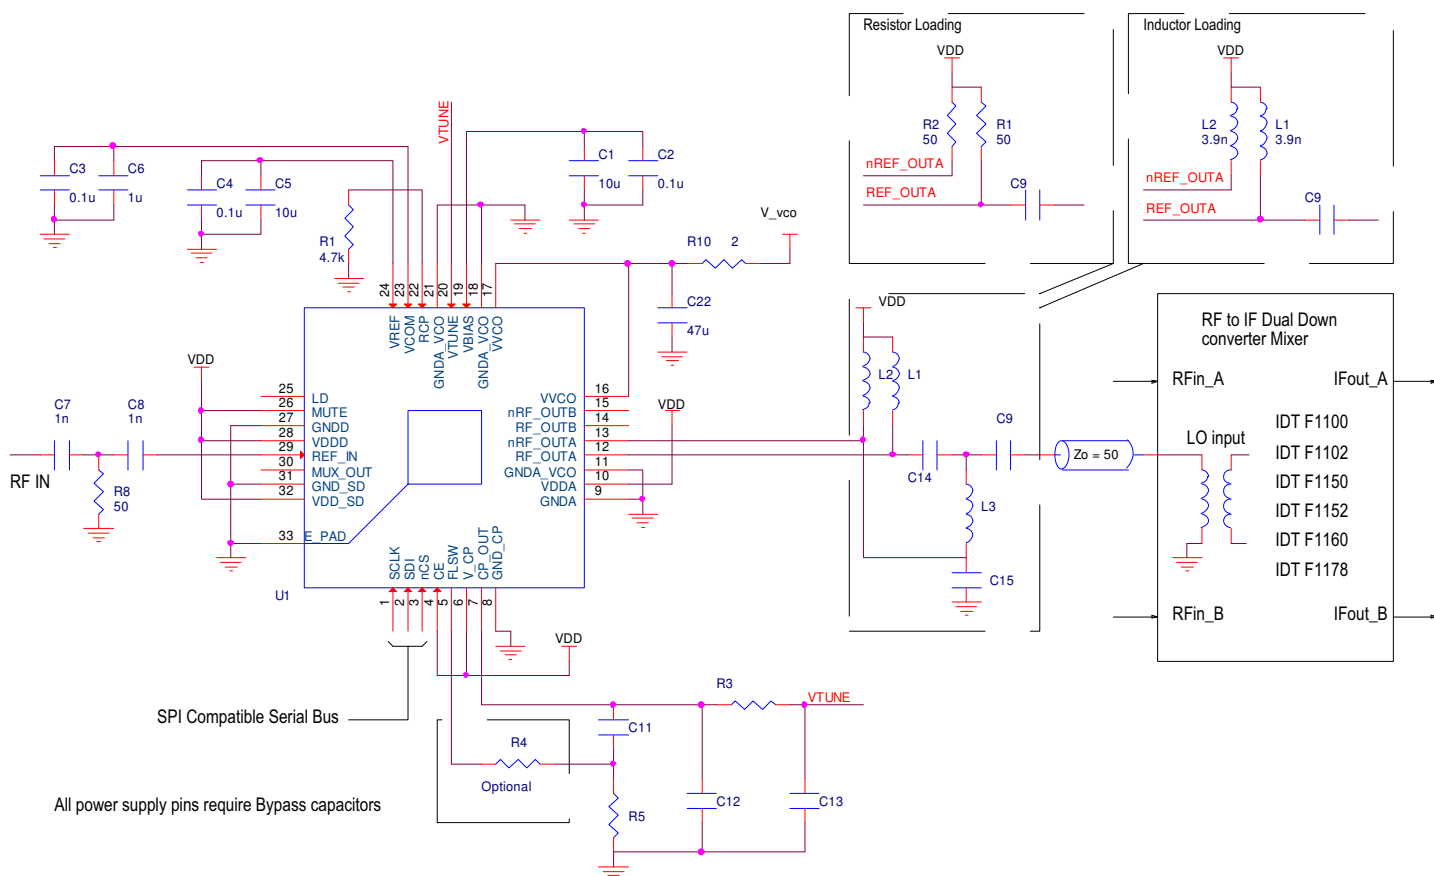 Resistor Loading
VDD
R2
50
R1
50
nREF_OUTA
REF_OUTA
C9
Inductor Loading
VDD
L2
3.9n
L1
3.9n
nREF_OUTA
REF_OUTA
C9
VTUNE
C3
0.1u
C6
1u
C4
0.1u
C5
10u
R1
4.7k
C1
10u
C2
0.1u
V_vco
R10 2
C22
47u
24
23
22
21
20
19
18
17
VREF
VCOM
RCP
GNDA_VCO
VTUNE
VBIAS
GNDA_VCO
VVCO
VDD
25 LD
26 MUTE
27 GNDD
28 VDDD
29 REF_IN
30 MUX_OUT
31 GND_SD
32 VDD_SD
33 E_PAD
C7
1n
C8
1n
RF IN
R8
50
VVCO 16
nRF_OUTB 15
RF_OUTB 14
nRF_OUTA 13
RF_OUTA 12
GNDA_VCO 11
VDDA 10
GNDA 9
VDD
SCLK
SDI
nCS
CE
FLSW
V_CP
CP_OUT
GND_CP
U1
1
2
3
4
5
6
7
8
VDD
VDD
L2 L1
C14
C9
L3
C15
Zo = 50
RF to IF Dual Down
converter Mixer
RFin_A
IFout_A
LO input
IDT F1100
IDT F1102
IDT F1150
IDT F1152
IDT F1160
IDT F1178
RFin_B
IFout_B
SPI Compatible Serial Bus
R4
Optional
C11
R5
R3
VTUNE
C12
C13
All power supply pins require Bypass capacitors